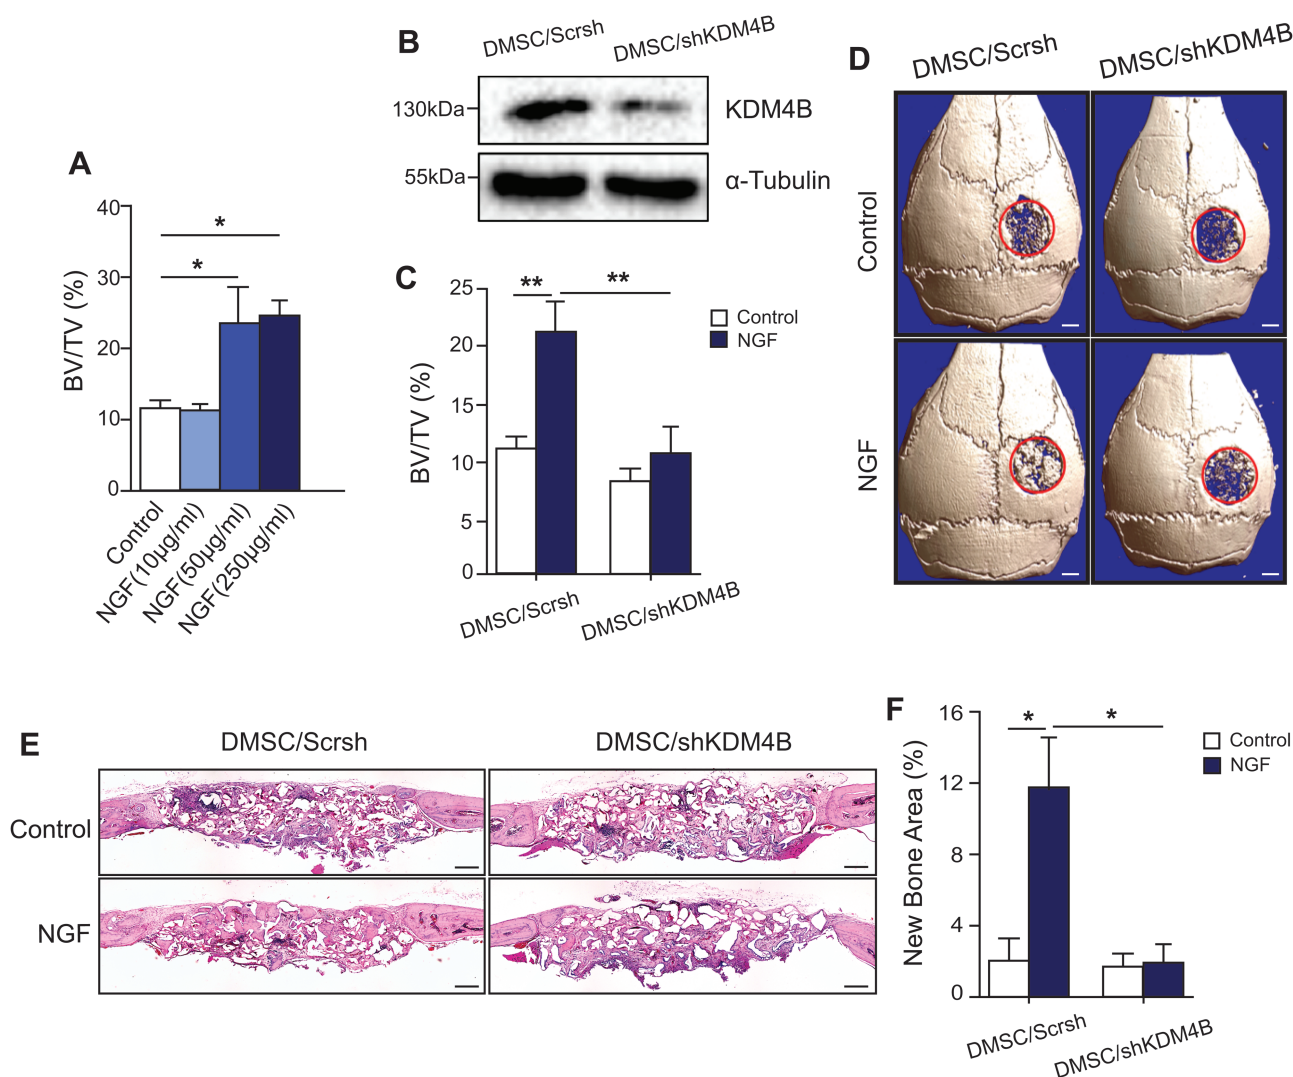 A
40
30
20
10
0
BV/TV (%)
*
*
Control
NGF(10μg/ml)
NGF(50μg/ml)
NGF(250μg/ml)
B
DMSC/Scrsh
DMSC/shKDM4B
130kDa
KDM4B
55kDa
α-Tubulin
C
25
20
15
10
5
0
BV/TV (%)
**
**
Control
NGF
DMSC/Scrsh
DMSC/shKDM4B
D
DMSC/Scrsh
DMSC/shKDM4B
Control
NGF
E
DMSC/Scrsh
DMSC/shKDM4B
Control
NGF
F
16
12
8
4
0
New Bone Area (%)
*
*
Control
NGF
DMSC/Scrsh
DMSC/shKDM4B